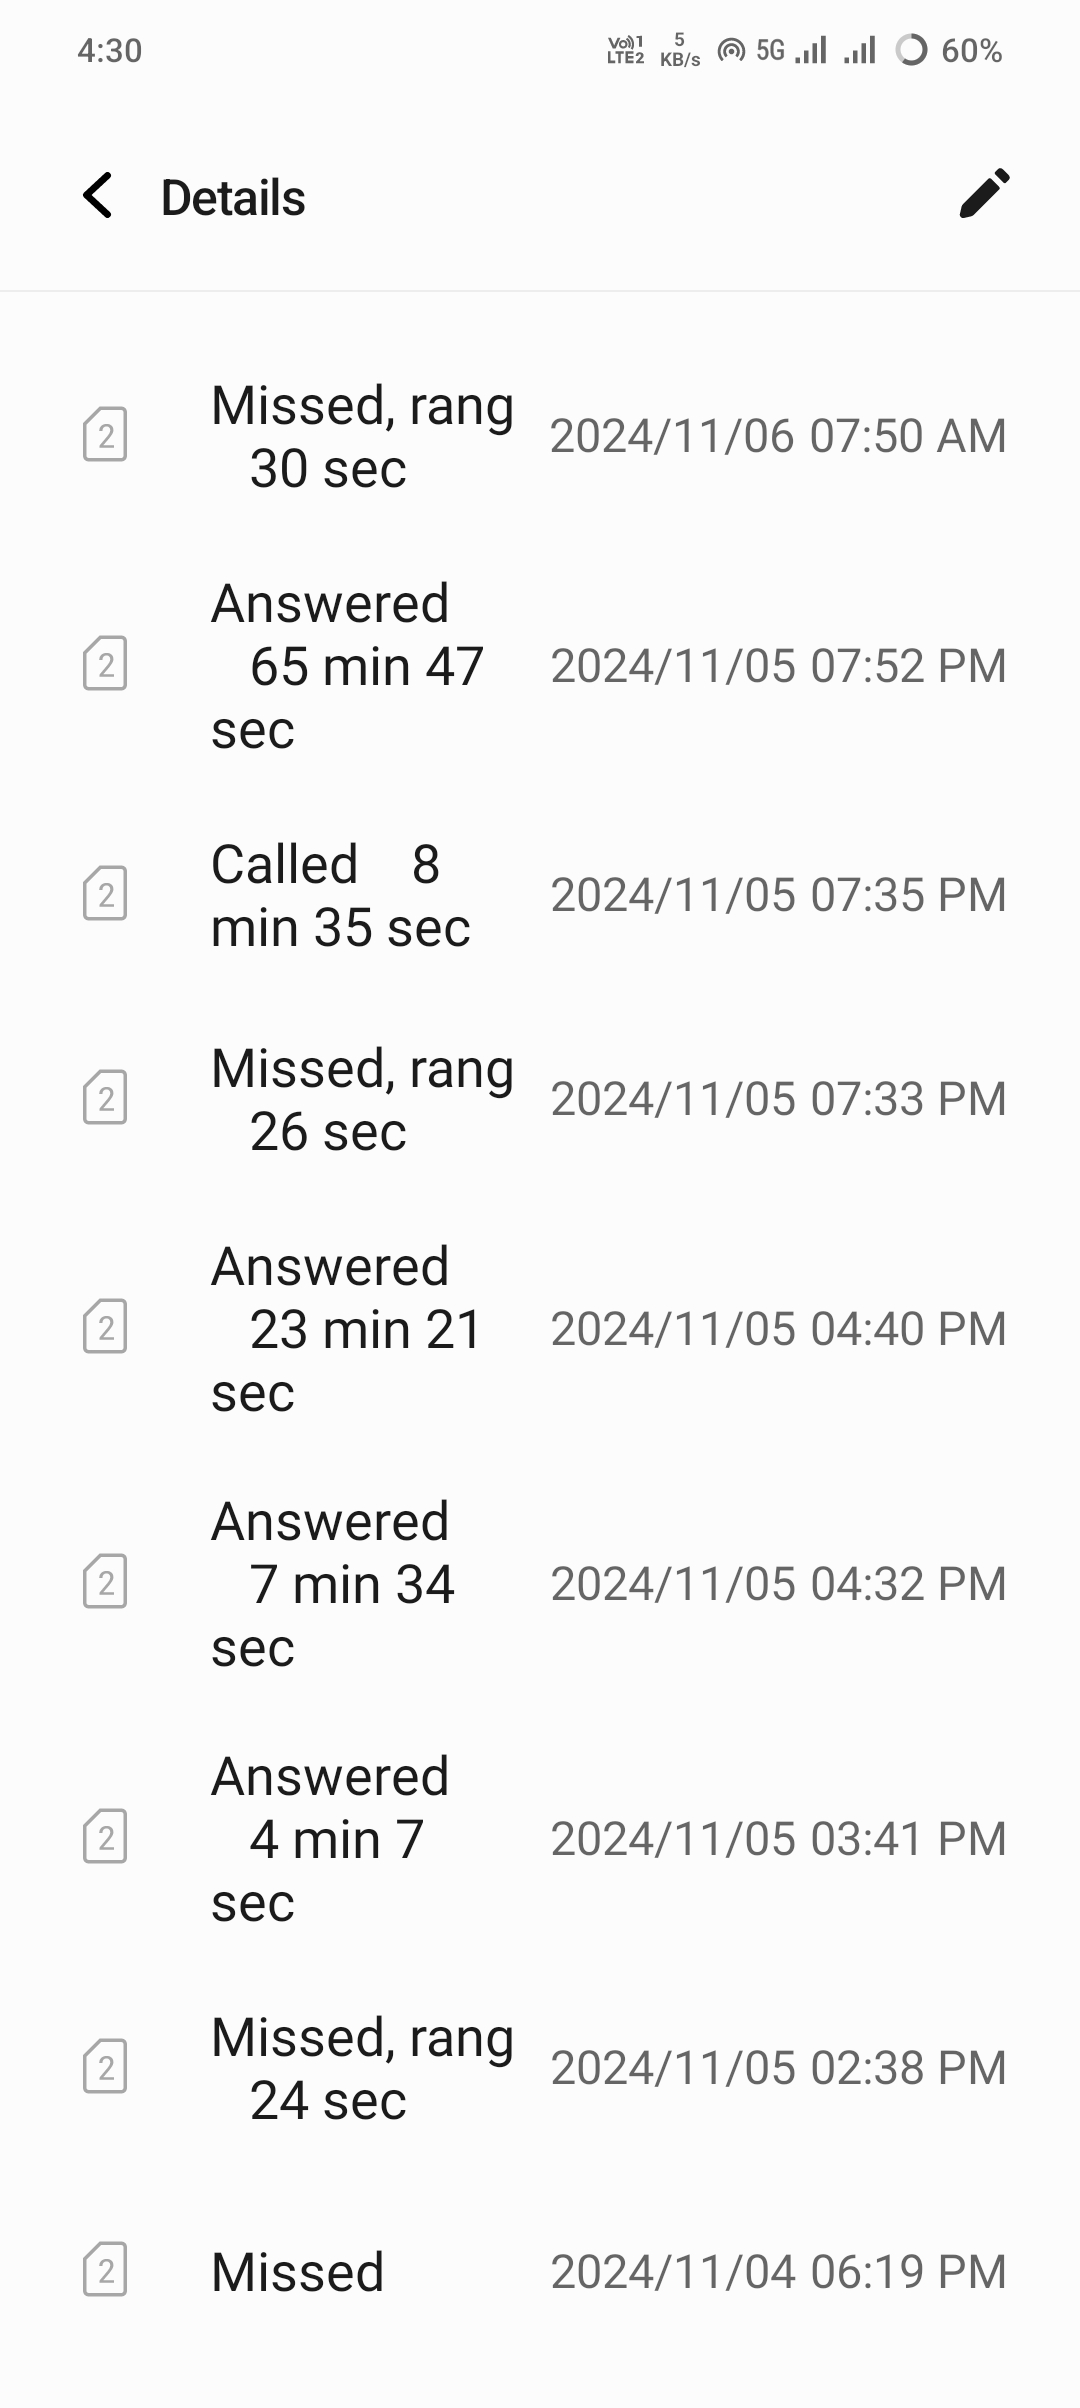 4:30
Vo)) 1 LTE2 5 KB/s 5G 60%
Details
2 Missed, rang 2024/11/06 07:50 AM
30 sec
Answered
2 65 min 47 2024/11/05 07:52 PM
sec
2 Called 8 2024/11/05 07:35 PM
min 35 sec
2 Missed, rang 2024/11/05 07:33 PM
26 sec
Answered
2 23 min 21 2024/11/05 04:40 PM
sec
Answered
2 7 min 34 2024/11/05 04:32 PM
sec
Answered
2 4 min 7 2024/11/05 03:41 PM
sec
2 Missed, rang 2024/11/05 02:38 PM
24 sec
2 Missed 2024/11/04 06:19 PM